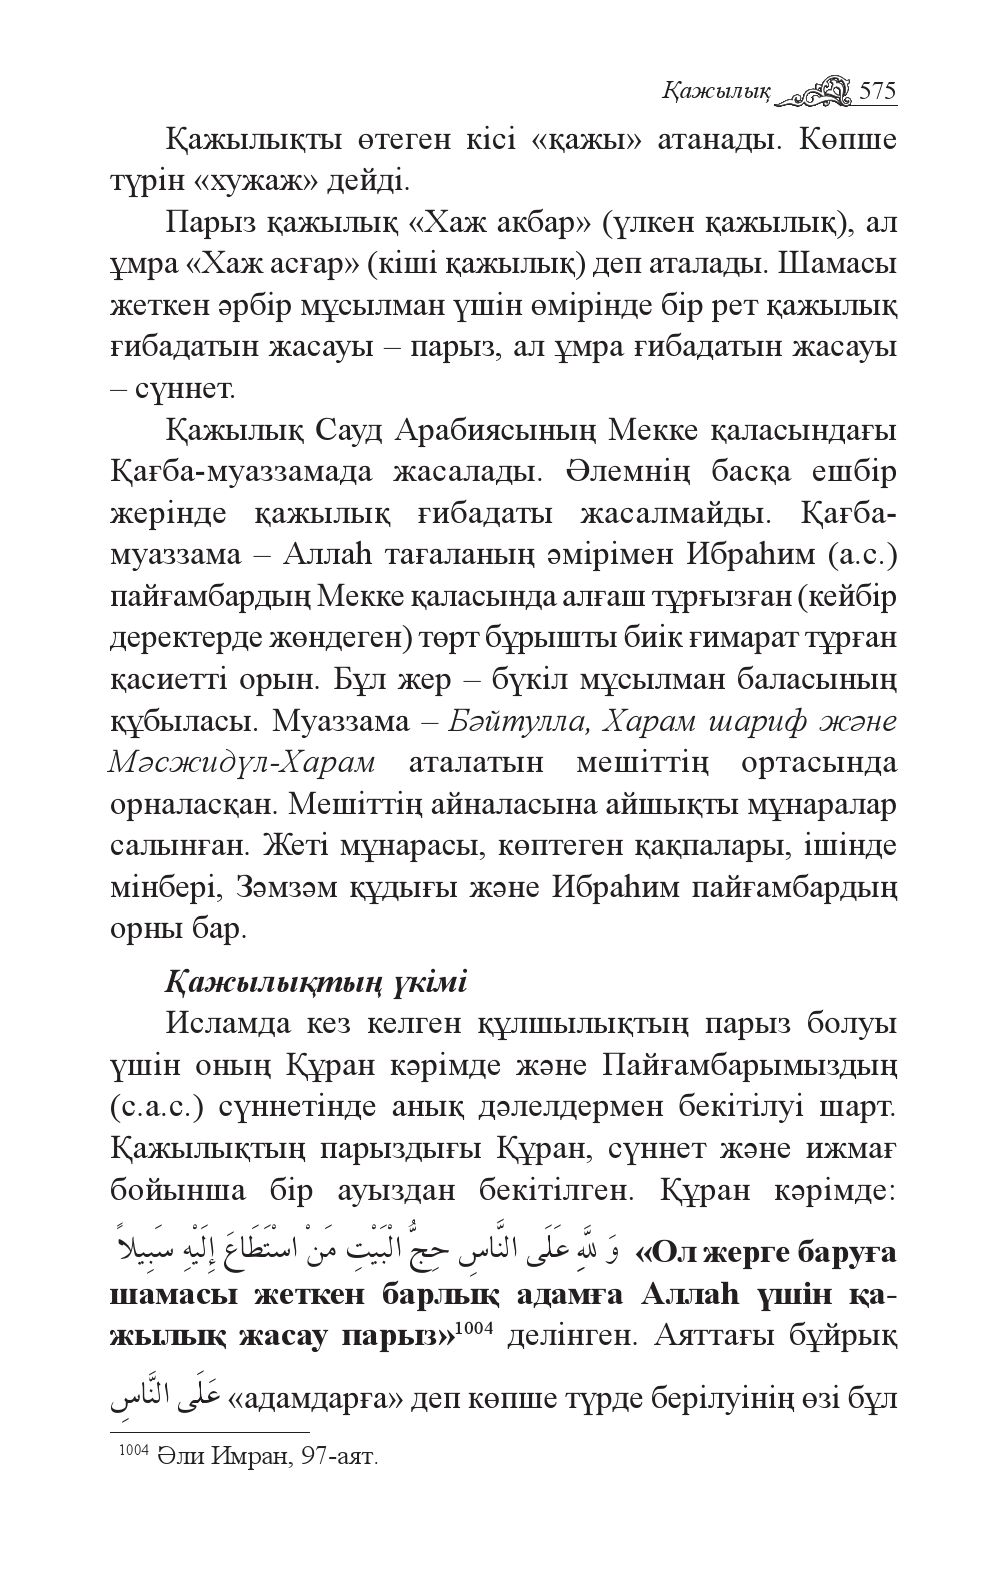 Қажылық 575
Қажылықты өтеген кісі «қажы» атанады. Көпше
түрін «хужаж» дейді.
Парыз қажылық «Хаж акбар» (үлкен қажылық), ал
ұмра «Хаж асғар» (кіші қажылық) деп аталады. Шамасы
жеткен әрбір мұсылман үшін өмірінде бір рет қажылық
ғибадатын жасауы – парыз, ал ұмра ғибадатын жасауы
– сүннет.
Қажылық Сауд Арабиясының Мекке қаласындағы
Қағба-муаззамада жасалады. Әлемнің басқа ешбір
жерінде қажылық ғибадаты жасалмайды. Қағба-
муаззама – Аллаһ тағаланың әмірімен Ибраһим (а.с.)
пайғамбардың Мекке қаласында алғаш тұрғызған (кейбір
деректерде жөндеген) төрт бұрышты биік ғимарат тұрған
қасиетті орын. Бұл жер – бүкіл мұсылман баласының
құбыласы. Муаззама – Бәйтулла, Харам шариф және
Мәсжидүл-Харам аталатын мешіттің ортасында
орналасқан. Мешіттің айналасына айшықты мұнаралар
салынған. Жеті мұнарасы, көптеген қақпалары, ішінде
мінбері, Зәмзәм құдығы және Ибраһим пайғамбардың
орны бар.
Қажылықтың үкімі
Исламда кез келген құлшылықтың парыз болуы
үшін оның Құран кәрімде және Пайғамбарымыздың
(с.а.с.) сүннетінде анық дәлелдермен бекітілуі шарт.
Қажылықтың парыздығы Құран, сүннет және ижмағ
бойынша бір ауыздан бекітілген. Құран кәрімде:
وَ لِلَّهِ عَلَى النَّاسِ حِجُّ الْبَيْتِ مَنْ اسْتَطَاعَ إِلَيْهِ سَبِيلاً «Ол жерге баруға
шамасы жеткен барлық адамға Аллаһ үшін қа-
жылық жасау парыз»1004 делінген. Аяттағы бұйрық
عَلَى النَّاسِ «адамдарға» деп көпше түрде берілуінің өзі бұл
1004 Әли Имран, 97-аят.